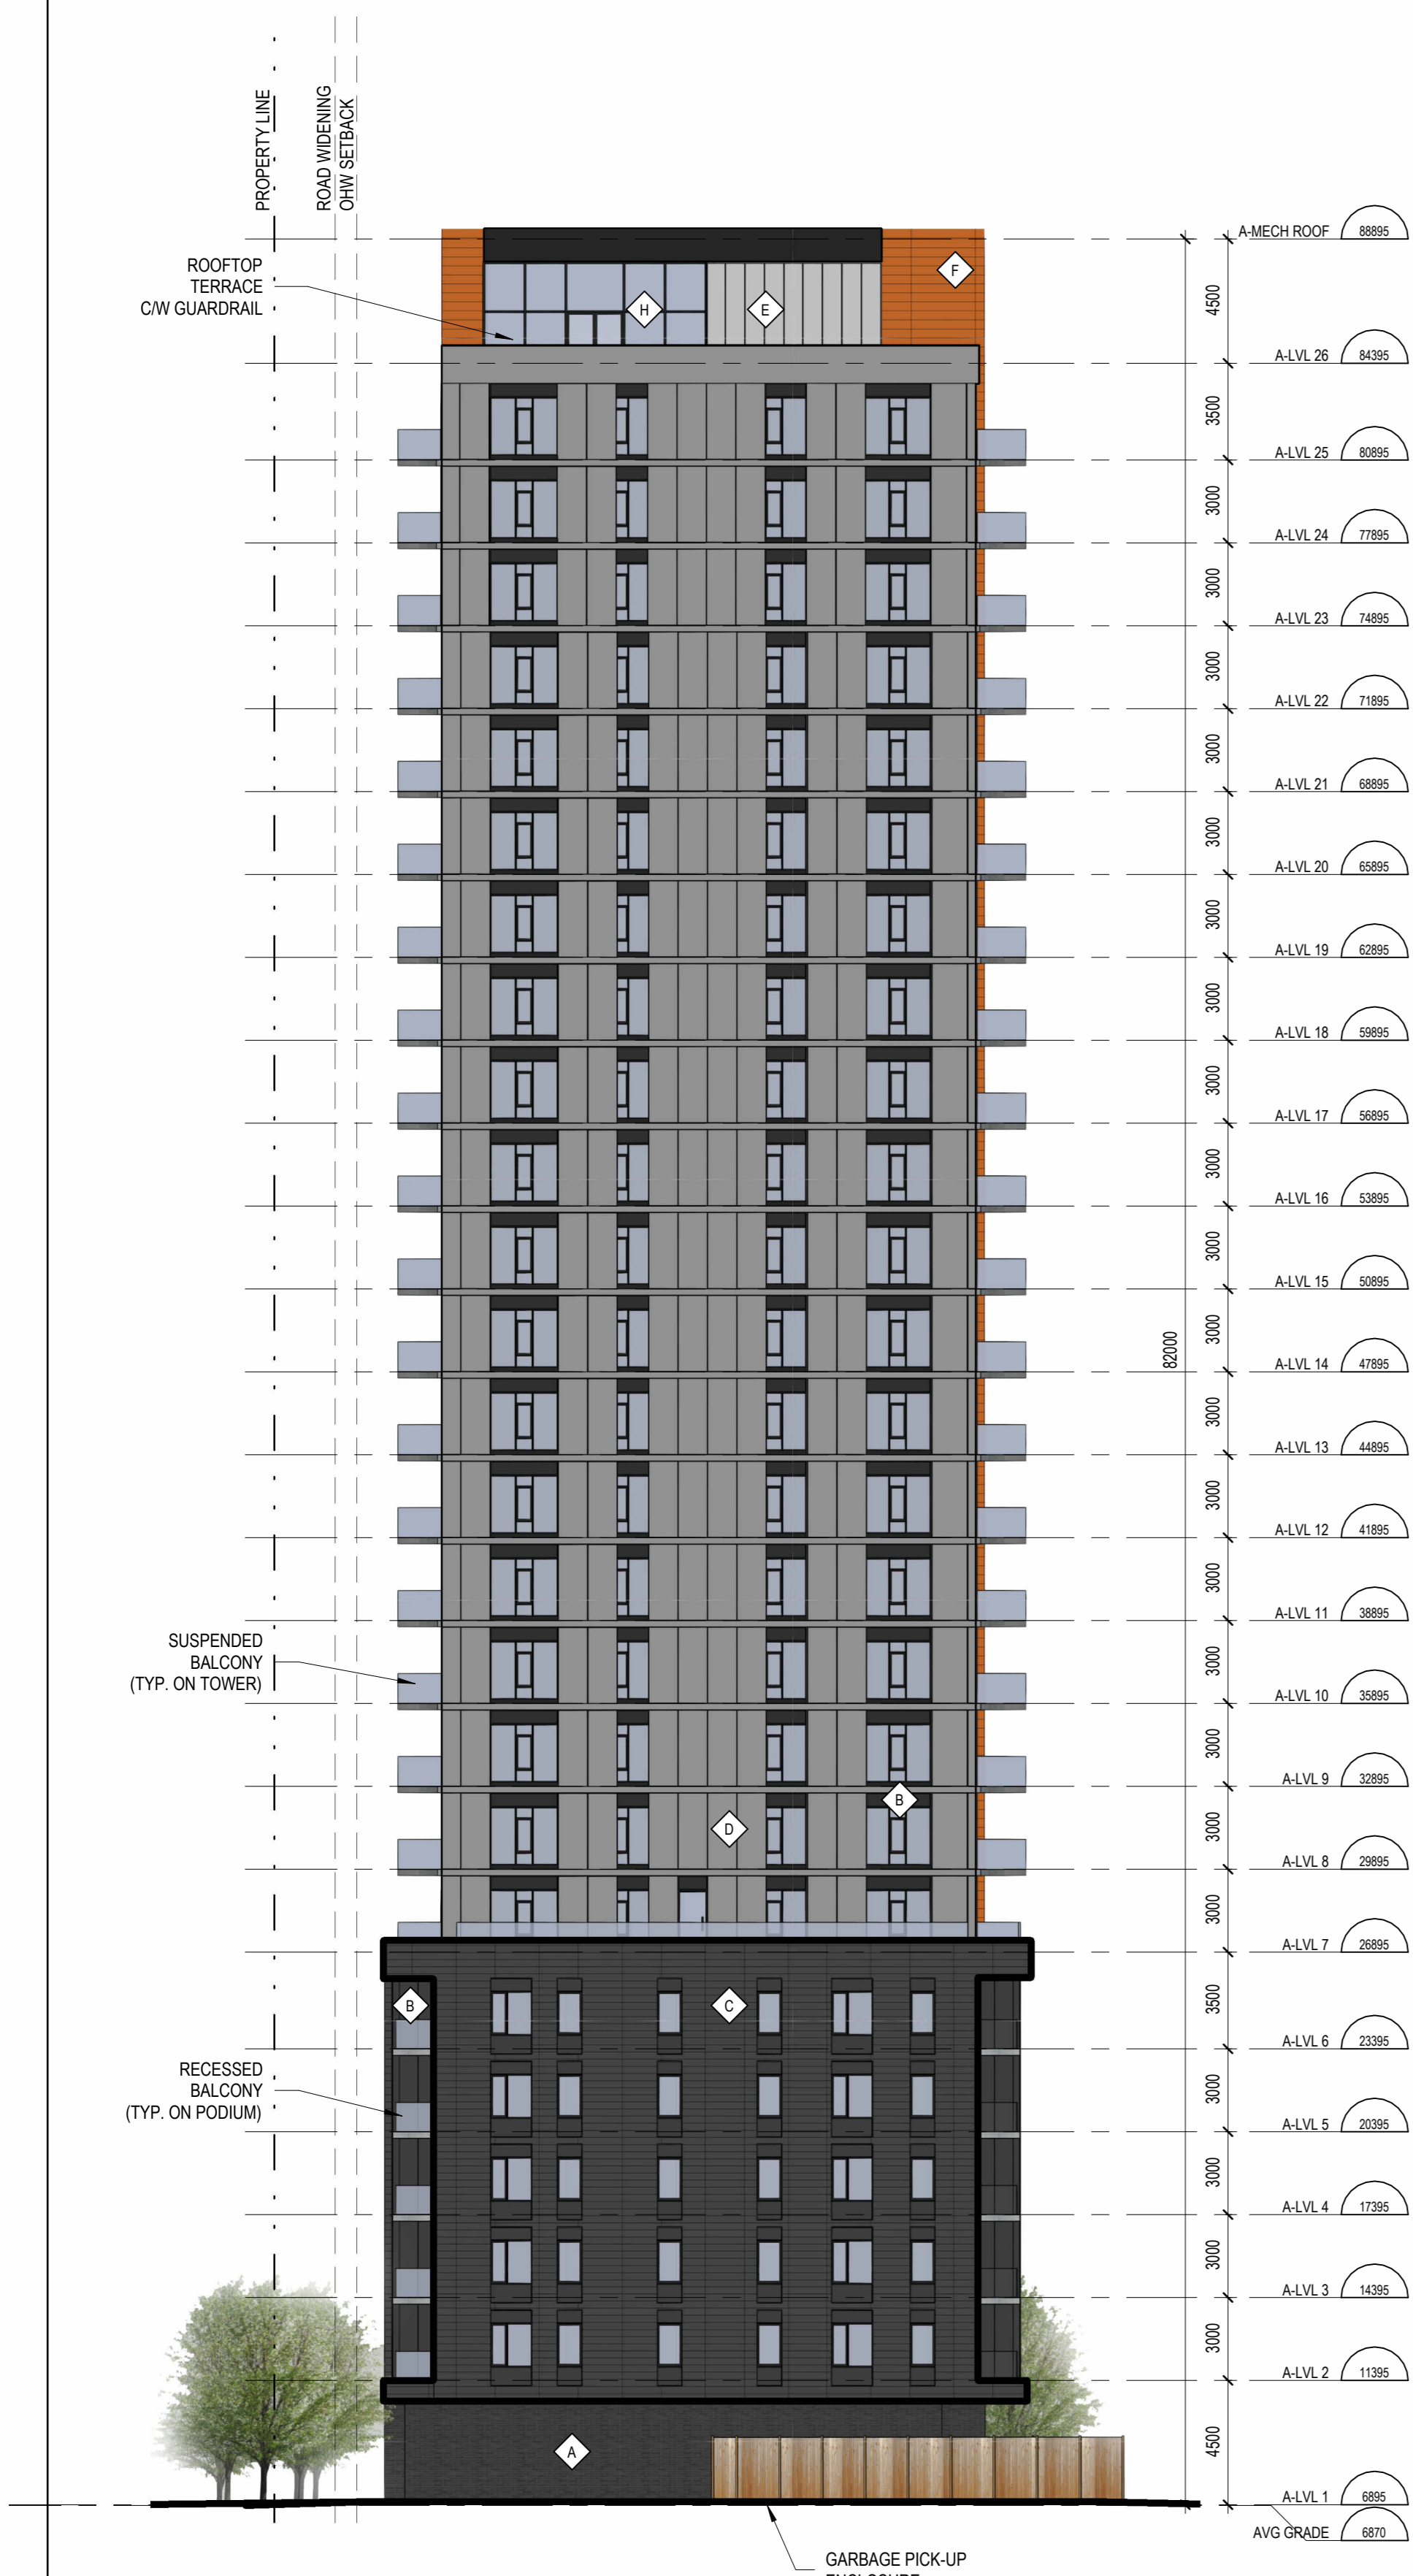 PROPERTY LINE
ROAD WIDENING
OHW SETBACK
ROOFTOP
TERRACE
C/W GUARDRAIL
H
E
F
A-MECH ROOF 88895
4500
A-LVL 26 84395
3500
A-LVL 25 80895
3000
A-LVL 24 77895
3000
A-LVL 23 74895
3000
A-LVL 22 71895
3000
A-LVL 21 68895
3000
A-LVL 20 65895
3000
A-LVL 19 62895
3000
A-LVL 18 59895
3000
A-LVL 17 56895
3000
A-LVL 16 53895
3000
A-LVL 15 50895
3000
82000
A-LVL 14 47895
3000
A-LVL 13 44895
3000
A-LVL 12 41895
3000
A-LVL 11 38895
SUSPENDED
BALCONY
(TYP. ON TOWER)
3000
A-LVL 10 35895
3000
A-LVL 9 32895
B
D
3000
A-LVL 8 29895
3000
A-LVL 7 26895
B
C
3500
A-LVL 6 23395
RECESSED
BALCONY
(TYP. ON PODIUM)
3000
A-LVL 5 20395
3000
A-LVL 4 17395
3000
A-LVL 3 14395
3000
A-LVL 2 11395
A
4500
A-LVL 1 6895
AVG GRADE 6870
GARBAGE PICK-UP